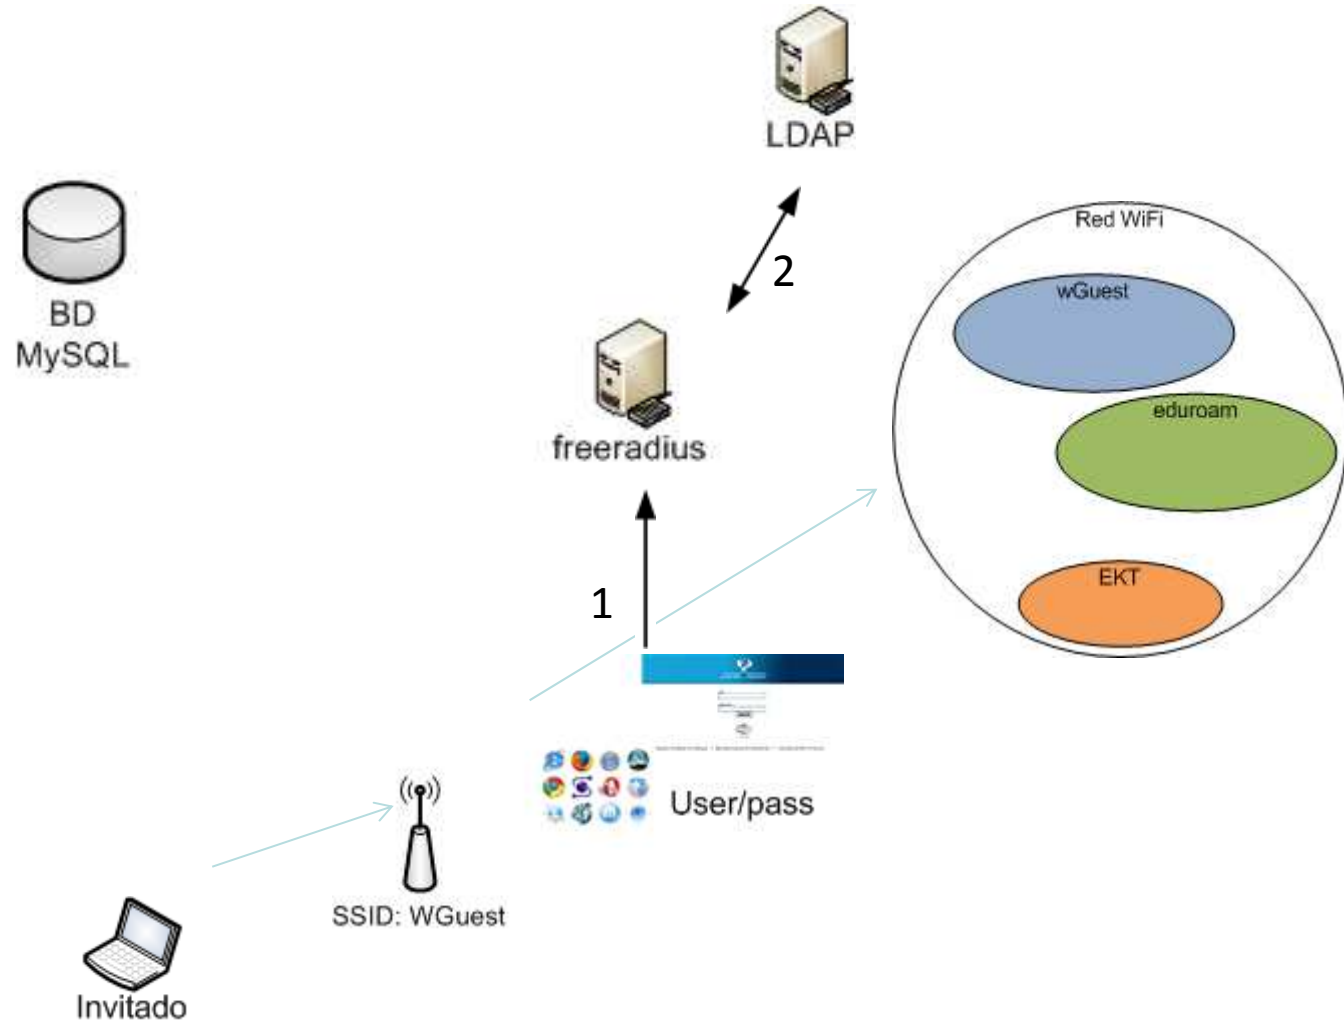 LDAP
BD
MySQL
2
Red WiFi
wGuest
eduroam
EKT
freeradius
1
User/pass
SSID: WGuest
Invitado